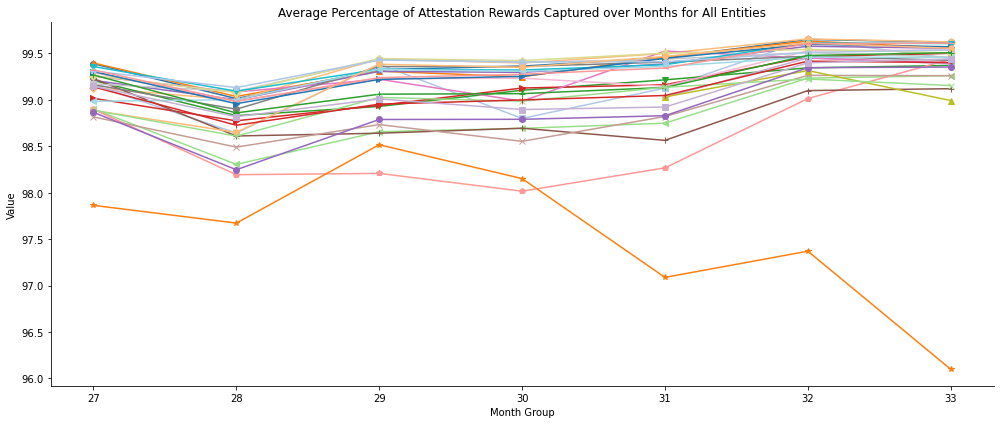 Average Percentage of Attestation Rewards Captured over Months for All Entities
Value
99.5
99.0
98.5
98.0
97.5
97.0
96.5
96.0
27 28 29 30 31 32 33
Month Group